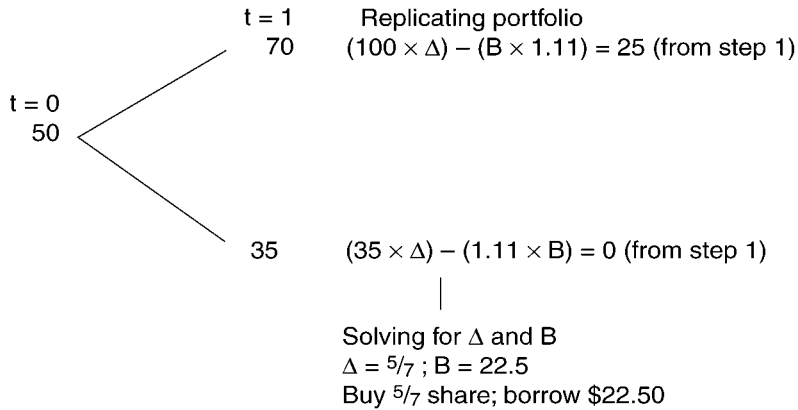 t = 1 Replicating portfolio
70 (100 × Δ) – (B × 1.11) = 25 (from step 1)
t = 0
50
35 (35 × Δ) – (1.11 × B) = 0 (from step 1)
Solving for Δ and B
Δ = 5/7 ; B = 22.5
Buy 5/7 share; borrow $22.50